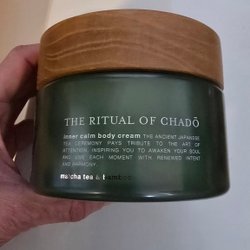 THE RITUAL OF CHADŌ
inner calm body cream THE ANCIENT JAPANESE
TEA CEREMONY PAYS TRIBUTE TO THE ART OF
ATTENTION, INSPIRING YOU TO AWAKEN YOUR SOUL
AND USE EACH MOMENT WITH RENEWED INTENT
AND HARMONY.
matcha tea & bamboo